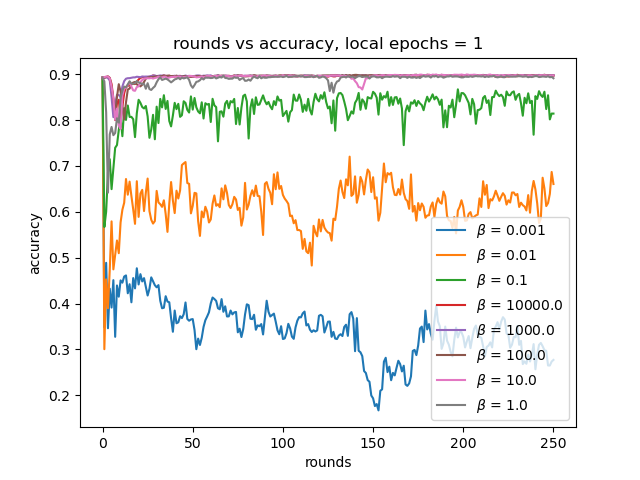 rounds vs accuracy, local epochs = 1
accuracy
0.9
0.8
0.7
0.6
0.5
0.4
0.3
0.2
β = 0.001
β = 0.01
β = 0.1
β = 10000.0
β = 1000.0
β = 100.0
β = 10.0
β = 1.0
0 50 100 150 200 250
rounds